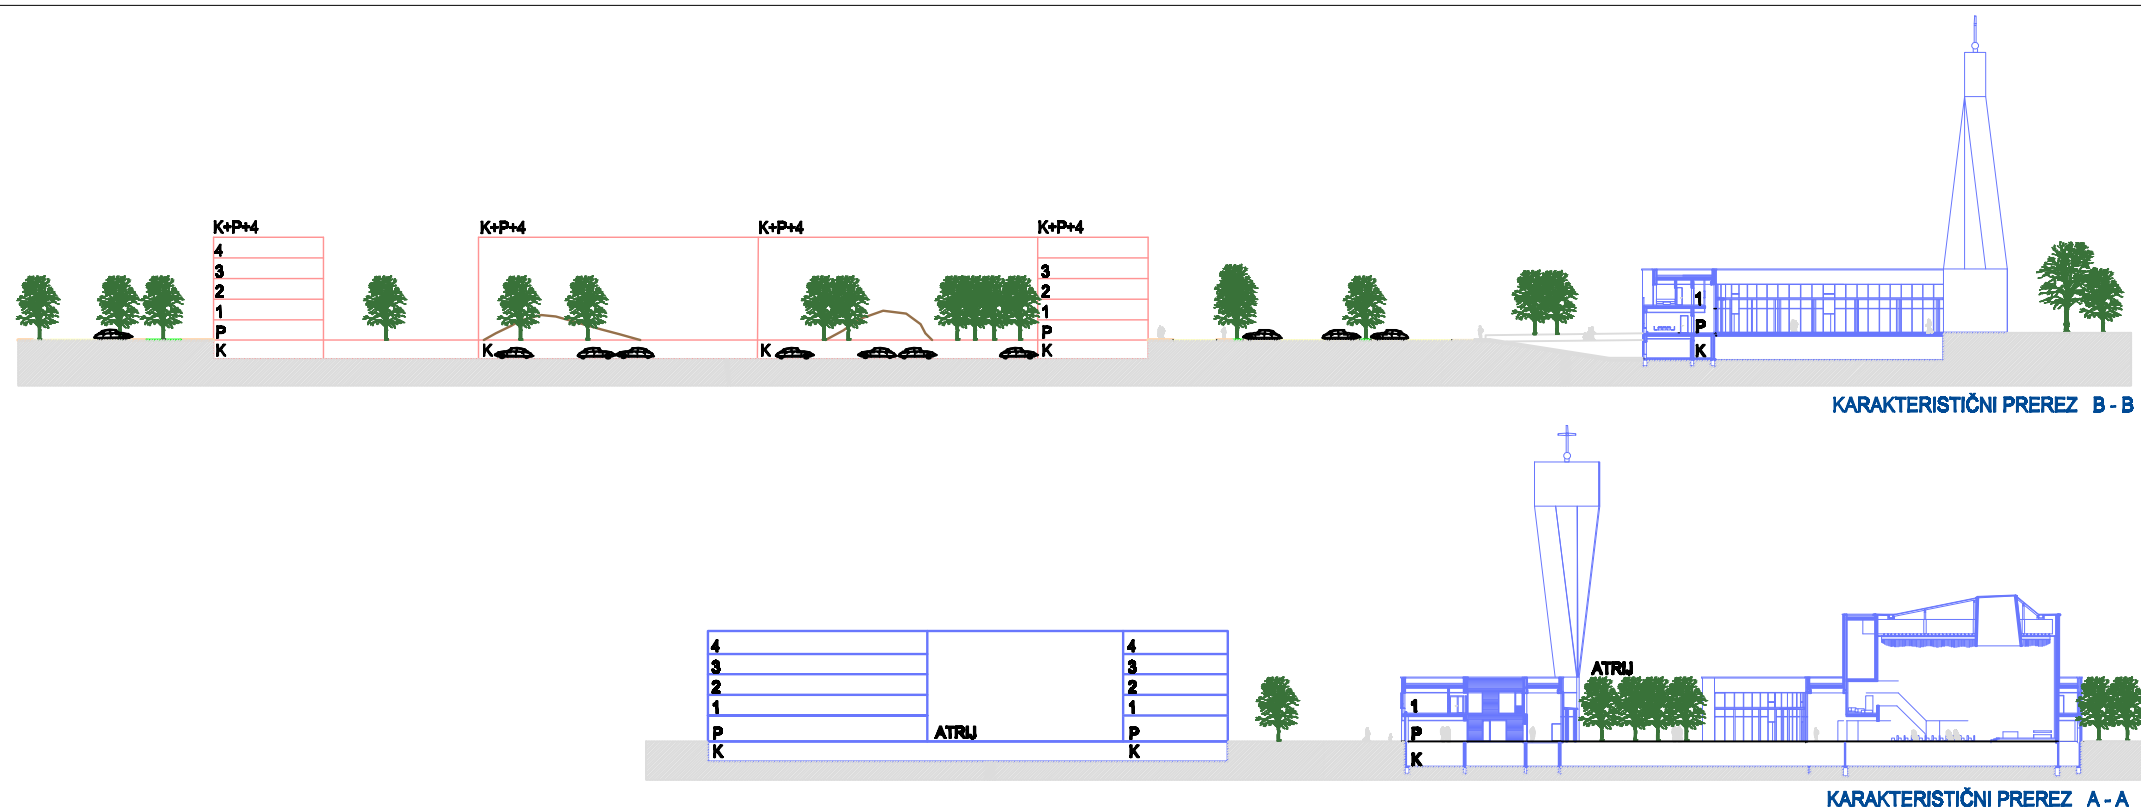 K+P+4 K+P+4 K+P+4 K+P+4
4
3 3
2 2 1
1 1
P P P
K K K K K
KARAKTERISTIČNI PREREZ B - B
4 4
3 3 ATRIJ
2 2
1 1 1
P ATRIJ P P
K K K
KARAKTERISTIČNI PREREZ A - A